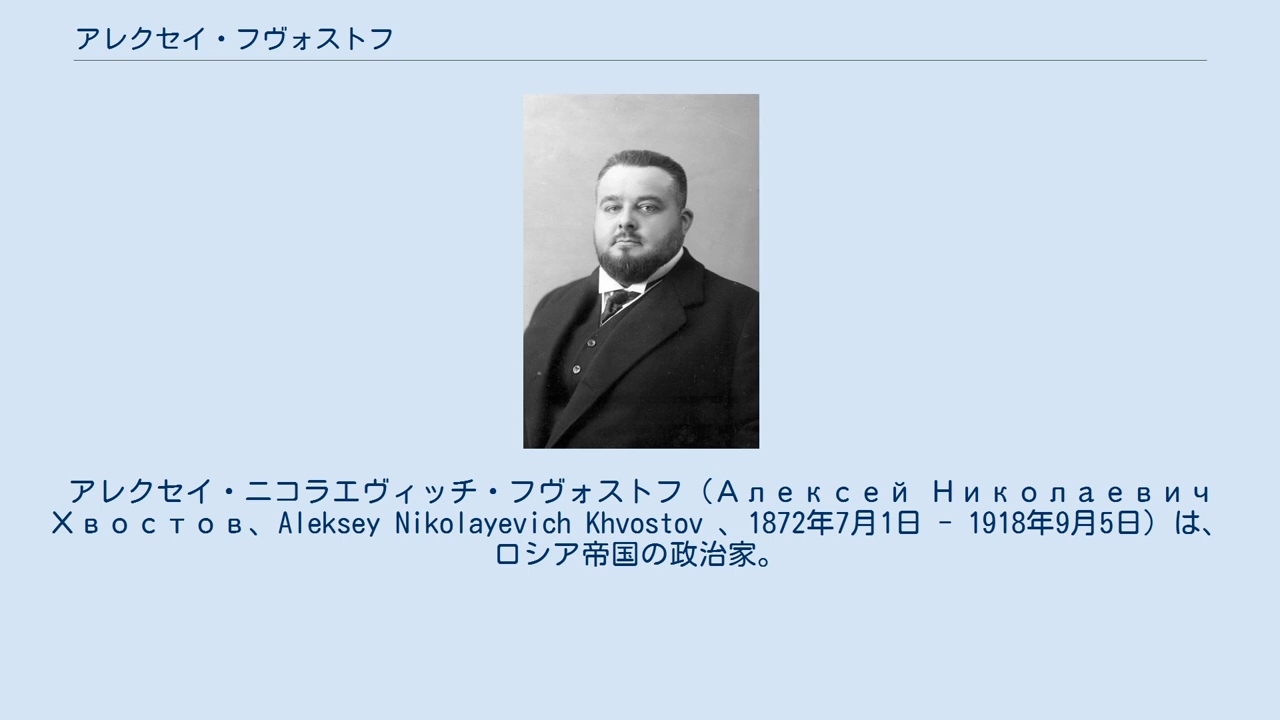 アレクセイ・フヴォストフ
アレクセイ・ニコラエヴィッチ・フヴォストフ（Алексей Николаевич
Хвостов、Aleksey Nikolayevich Khvostov 、1872年7月1日 - 1918年9月5日）は、
ロシア帝国の政治家。